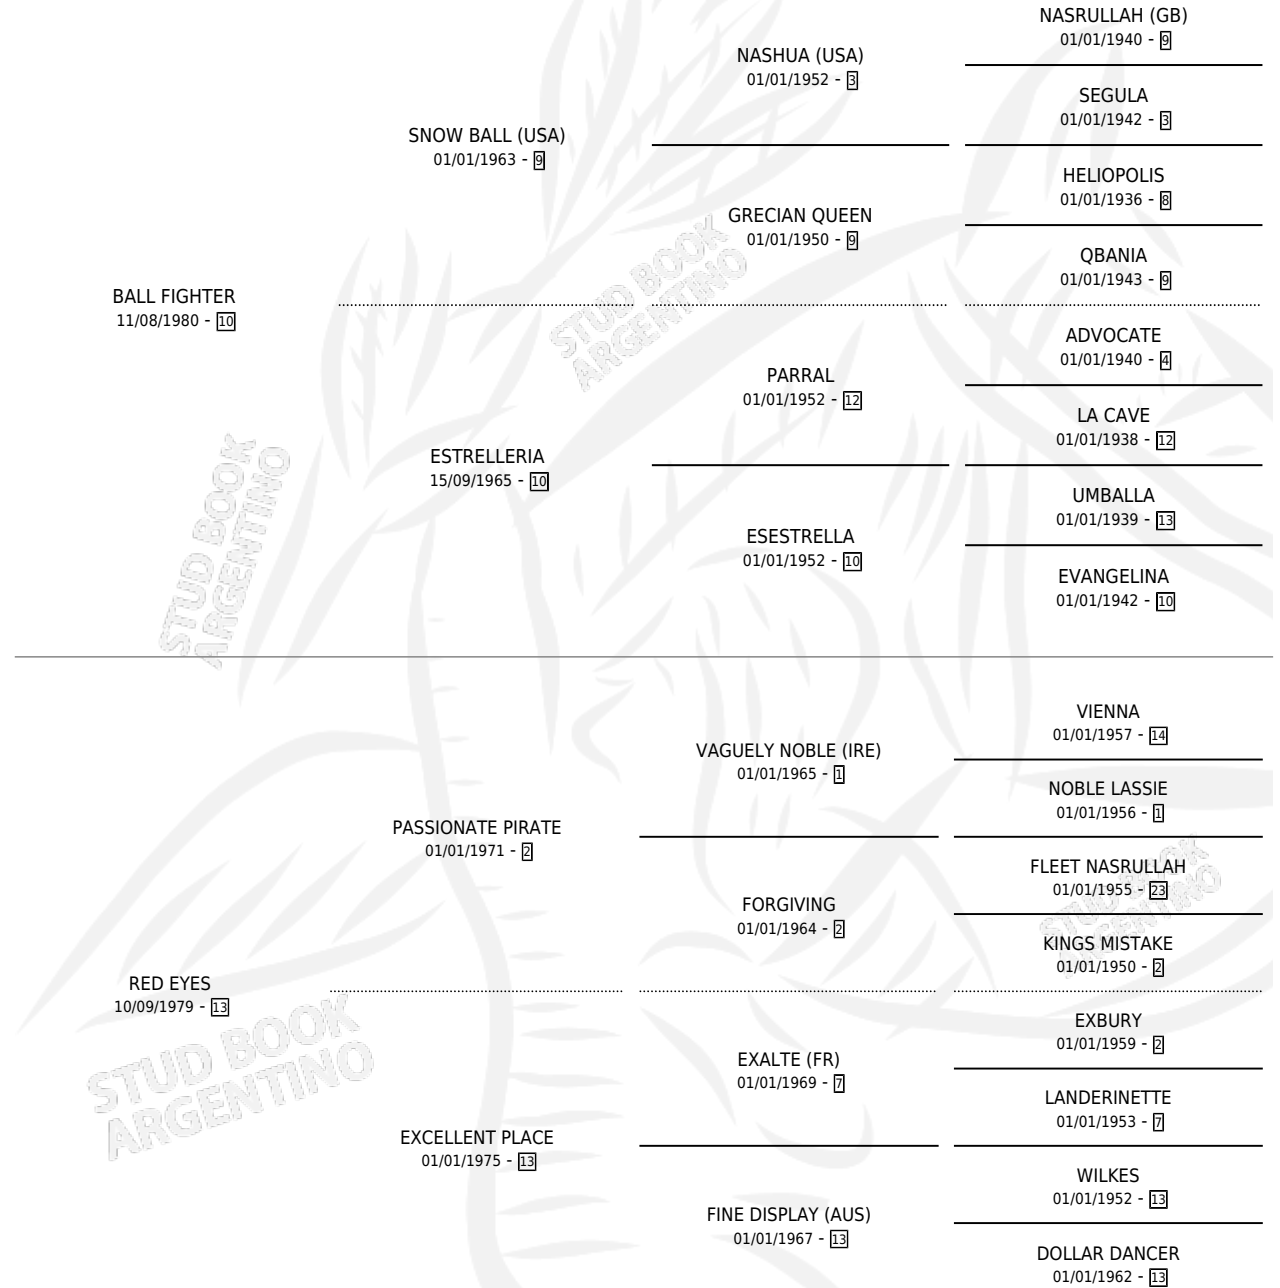 NASRULLAH (GB)
01/01/1940 - 9
NASHUA (USA)
01/01/1952 - 3
SEGULA
01/01/1942 - 3
SNOW BALL (USA)
01/01/1963 - 9
HELIOPOLIS
01/01/1936 - 8
GRECIAN QUEEN
01/01/1950 - 9
QBANIA
01/01/1943 - 9
BALL FIGHTER
11/08/1980 - 10
STUD BOOK
ARGENTINO
ADVOCATE
01/01/1940 - 4
PARRAL
01/01/1952 - 12
LA CAVE
01/01/1938 - 12
ESTRELLERIA
15/09/1965 - 10
UMBALLA
01/01/1939 - 13
ESESTRELLA
01/01/1952 - 10
EVANGELINA
01/01/1942 - 10
STUD BOOK
ARGENTINO
VIENNA
01/01/1957 - 14
VAGUELY NOBLE (IRE)
01/01/1965 - 1
NOBLE LASSIE
01/01/1956 - 1
PASSIONATE PIRATE
01/01/1971 - 2
FLEET NASRULLAH
01/01/1955 - 23
FORGIVING
01/01/1964 - 2
KINGS MISTAKE
01/01/1950 - 2
STUD BOOK
ARGENTINO
RED EYES
10/09/1979 - 13
EXBURY
01/01/1959 - 2
EXALTE (FR)
01/01/1969 - 7
LANDERINETTE
01/01/1953 - 7
STUD BOOK
ARGENTINO
EXCELLENT PLACE
01/01/1975 - 13
WILKES
01/01/1952 - 13
FINE DISPLAY (AUS)
01/01/1967 - 13
DOLLAR DANCER
01/01/1962 - 13